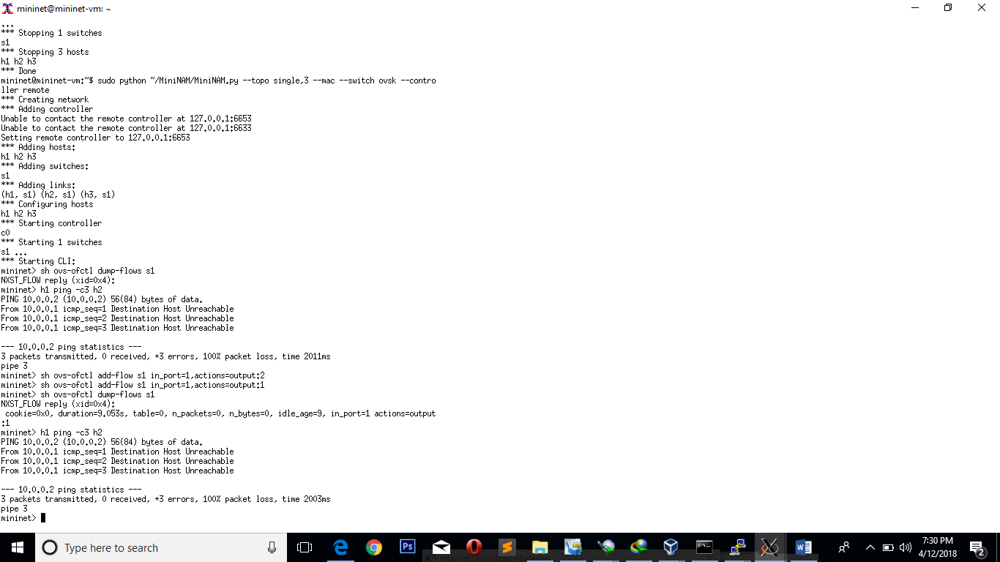 mininet@mininet-vm: ~
...
*** Stopping 1 switches
s1
*** Stopping 3 hosts
h1 h2 h3
*** Done
mininet@mininet-vm:~$ sudo python ~/MiniNAM/MiniNAM.py --topo single,3 --mac --switch ovsk --contro
ller remote
*** Creating network
*** Adding controller
Unable to contact the remote controller at 127.0.0.1:6653
Unable to contact the remote controller at 127.0.0.1:6633
Setting remote controller to 127.0.0.1:6653
*** Adding hosts:
h1 h2 h3
*** Adding switches:
s1
*** Adding links:
(h1, s1) (h2, s1) (h3, s1)
*** Configuring hosts
h1 h2 h3
*** Starting controller
c0
*** Starting 1 switches
s1 ...
*** Starting CLI:
mininet> sh ovs-ofctl dump-flows s1
NXST_FLOW reply (xid=0x4):
mininet> h1 ping -c3 h2
PING 10.0.0.2 (10.0.0.2) 56(84) bytes of data.
From 10.0.0.1 icmp_seq=1 Destination Host Unreachable
From 10.0.0.1 icmp_seq=2 Destination Host Unreachable
From 10.0.0.1 icmp_seq=3 Destination Host Unreachable
--- 10.0.0.2 ping statistics ---
3 packets transmitted, 0 received, +3 errors, 100% packet loss, time 2011ms
pipe 3
mininet> sh ovs-ofctl add-flow s1 in_port=1,actions=output:2
mininet> sh ovs-ofctl add-flow s1 in_port=1,actions=output:1
mininet> sh ovs-ofctl dump-flows s1
NXST_FLOW reply (xid=0x4):
cookie=0x0, duration=9.053s, table=0, n_packets=0, n_bytes=0, idle_age=9, in_port=1 actions=output
:1
mininet> h1 ping -c3 h2
PING 10.0.0.2 (10.0.0.2) 56(84) bytes of data.
From 10.0.0.1 icmp_seq=1 Destination Host Unreachable
From 10.0.0.1 icmp_seq=2 Destination Host Unreachable
From 10.0.0.1 icmp_seq=3 Destination Host Unreachable
--- 10.0.0.2 ping statistics ---
3 packets transmitted, 0 received, +3 errors, 100% packet loss, time 2003ms
pipe 3
mininet>
Type here to search
Ps
Internet Download Manager
7:30 PM
4/12/2018
2